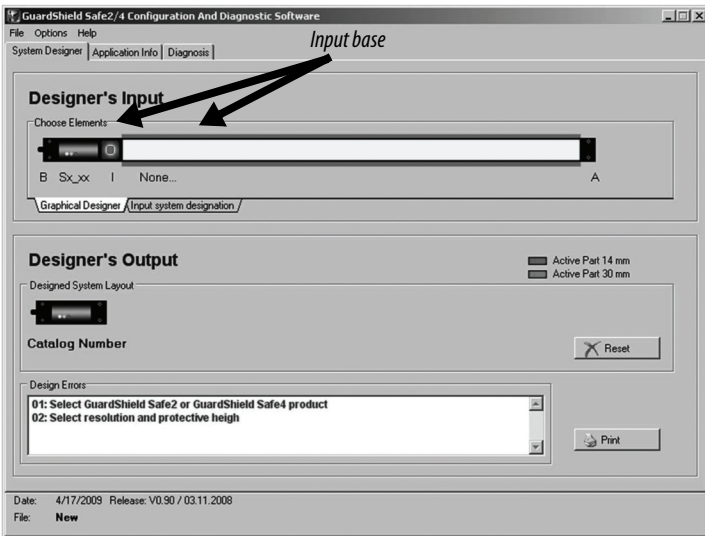 GuardShield Safe2/4 Configuration And Diagnostic Software
File Options Help
System Designer Application Info Diagnosis
Input base
Designer's Input
Choose Elements
B Sx_xx I None... A
Graphical Designer Input system designation
Designer's Output
Active Part 14 mm
Active Part 30 mm
Designed System Layout
Catalog Number
Reset
Design Errors
01: Select GuardShield Safe2 or GuardShield Safe4 product
02: Select resolution and protective heigh
Print
Date: 4/17/2009 Release: V0.90 / 03.11.2008
File: New